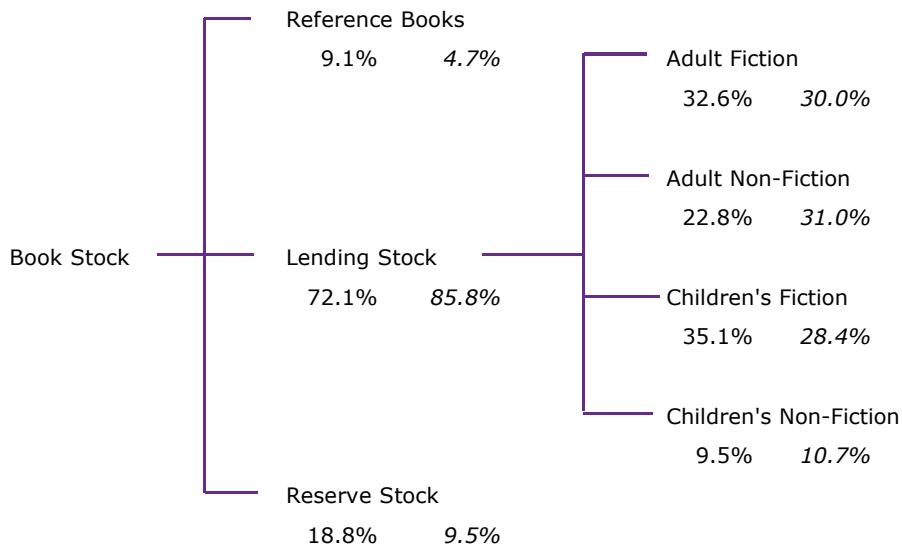 Reference Books
9.1% 4.7%
Adult Fiction
32.6% 30.0%
Adult Non-Fiction
22.8% 31.0%
Book Stock
Lending Stock
72.1% 85.8%
Children's Fiction
35.1% 28.4%
Children's Non-Fiction
9.5% 10.7%
Reserve Stock
18.8% 9.5%